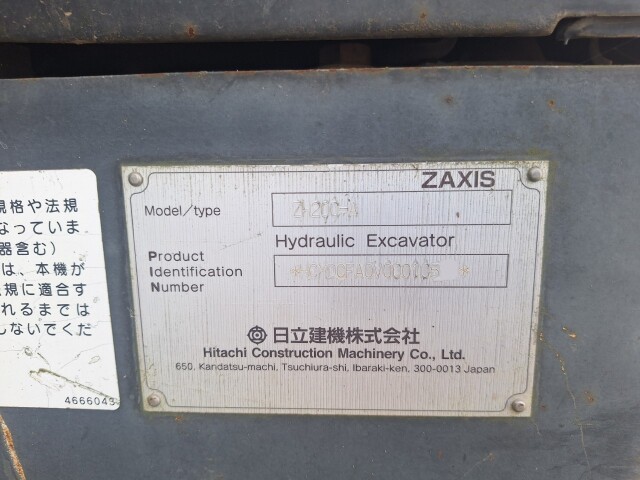 ZAXIS
Model/type
Hydraulic Excavator
Product
Identification
Number
日立建機株式会社
Hitachi Construction Machinery Co., Ltd.
650, Kandatsu-machi, Tsuchiura-shi, Ibaraki-ken, 300-0013 Japan
規格や法規
なっていま
器含む)
は、本機が
規に適合す
れるまでは
しないでくだ
4666043